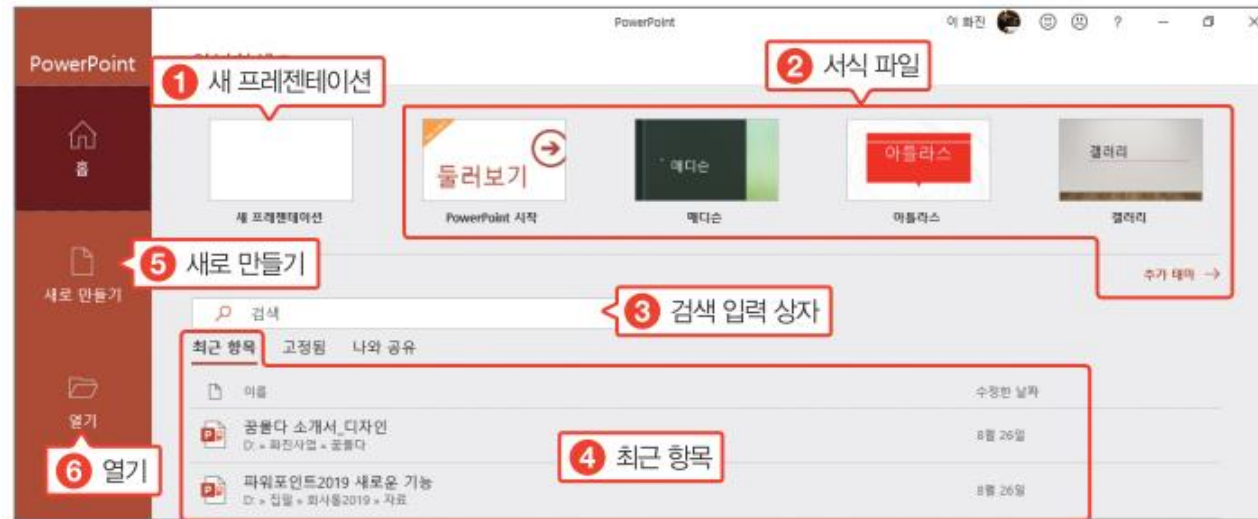 PowerPoint
이 화진
?
PowerPoint
1 새 프레젠테이션
2 서식 파일
홈
둘러보기
매디슨
아틀라스
갤러리
새 프레젠테이션
PowerPoint 시작
매디슨
아틀라스
갤러리
5 새로 만들기
새로 만들기
추가 테마
검색
3 검색 입력 상자
최근 항목 고정됨 나와 공유
이름 수정한 날짜
열기
6 열기
꿈몰다 소개서_디자인 8월 26일
D: » 화진사업 » 꿈몰다
4 최근 항목
파워포인트2019 새로운 기능 8월 26일
D: » 집필 » 회사통2019 » 자료